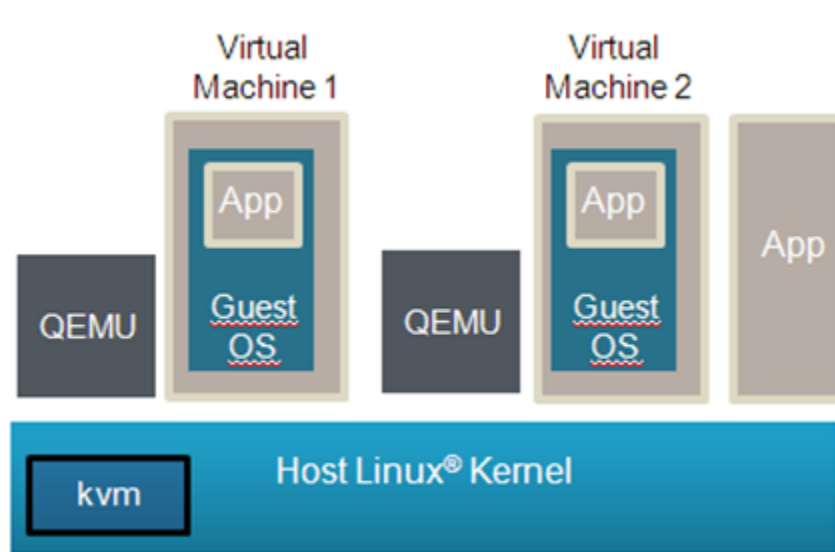 Virtual
Machine 1
Virtual
Machine 2
App
App
App
QEMU
Guest
OS
QEMU
Guest
OS
Host Linux® Kernel
kvm